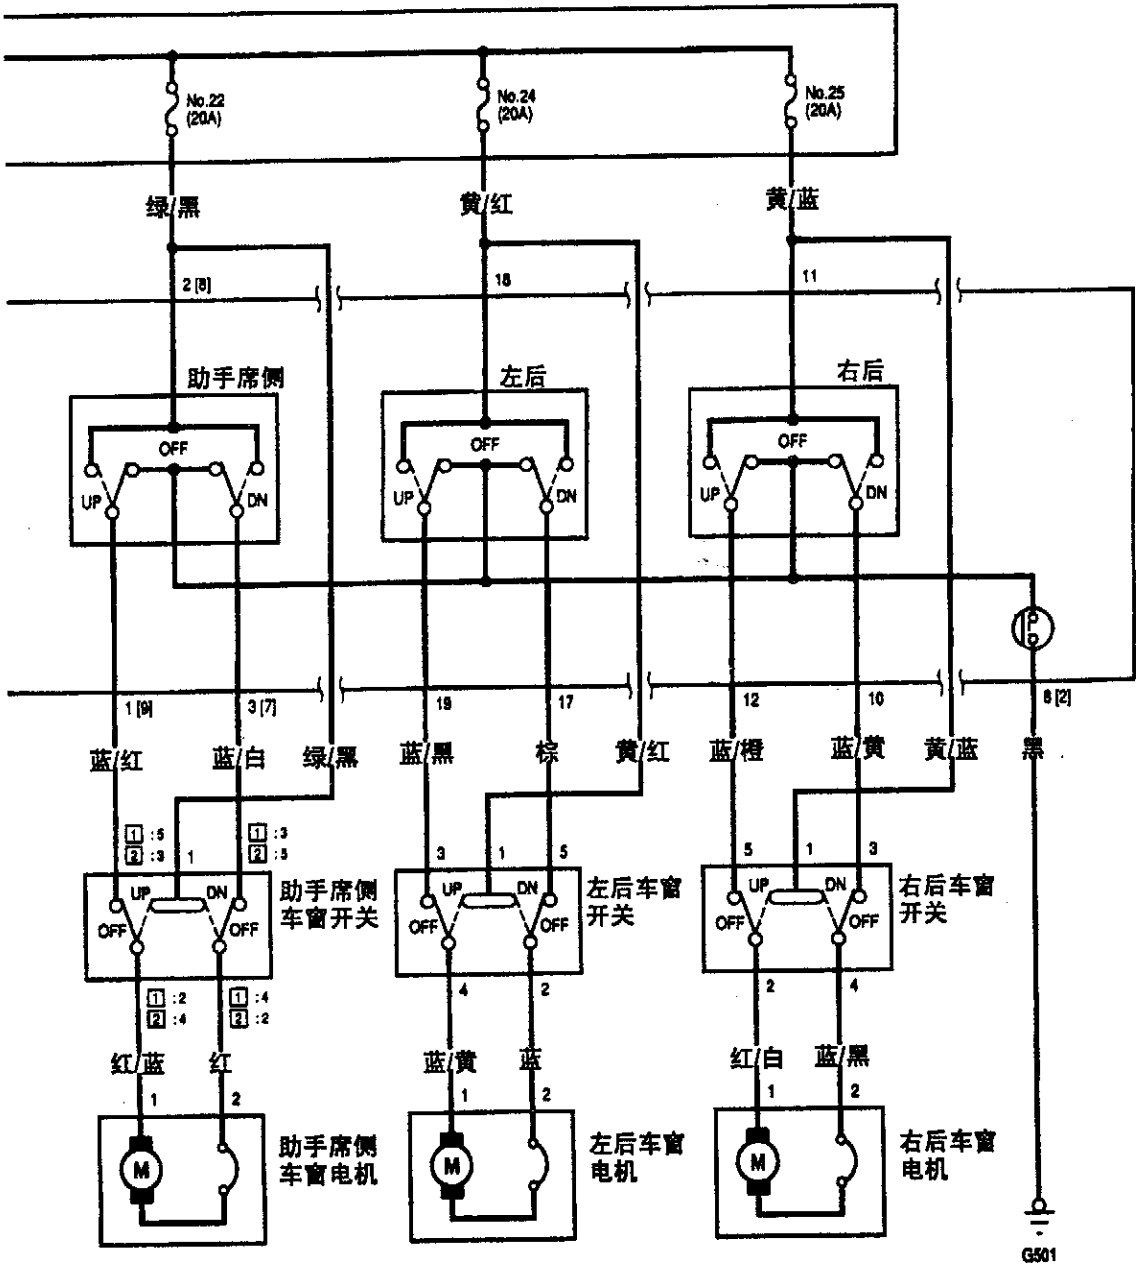 No.22
(20A)
No.24
(20A)
No.25
(20A)
绿/黑
黄/红
黄/蓝
2 [8]
18
11
助手席侧
左后
右后
OFF
UP
DN
OFF
UP
DN
OFF
UP
DN
1 [9]
3 [7]
19
17
12
10
8 [2]
蓝/红
蓝/白
绿/黑
蓝/黑
棕
黄/红
蓝/橙
蓝/黄
黄/蓝
黑
1 :5
2 :3
1
1 :3
2 :5
3
1
5
5
1
3
UP
DN
OFF
OFF
助手席侧
车窗开关
UP
DN
OFF
OFF
左后车窗
开关
UP
DN
OFF
OFF
右后车窗
开关
1 :2
2 :4
1 :4
2 :2
4
2
2
4
红/蓝
红
蓝/黄
蓝
红/白
蓝/黑
1
2
1
2
1
2
M
助手席侧
车窗电机
M
左后车窗
电机
M
右后车窗
电机
G501